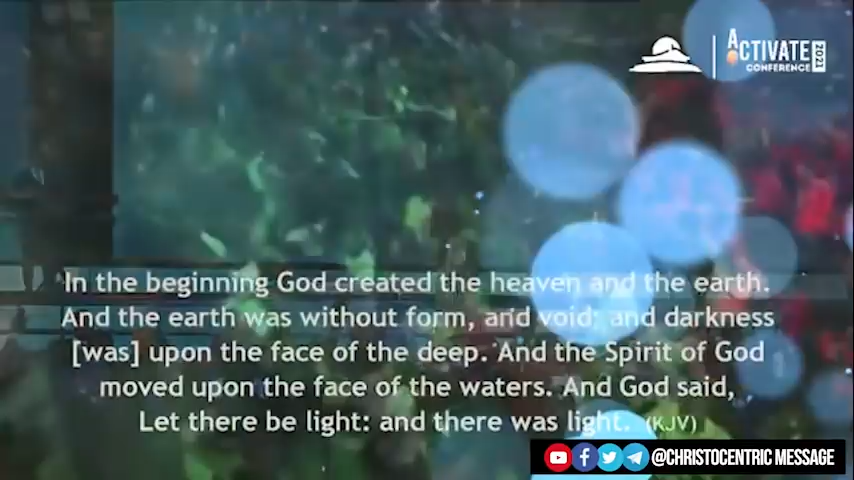 ACTIVATE
CONFERENCE 2021
In the beginning God created the heaven and the earth.
And the earth was without form, and void; and darkness
[was] upon the face of the deep. And the Spirit of God
moved upon the face of the waters. And God said,
Let there be light: and there was light. (KJV)
@CHRISTOCENTRIC MESSAGE